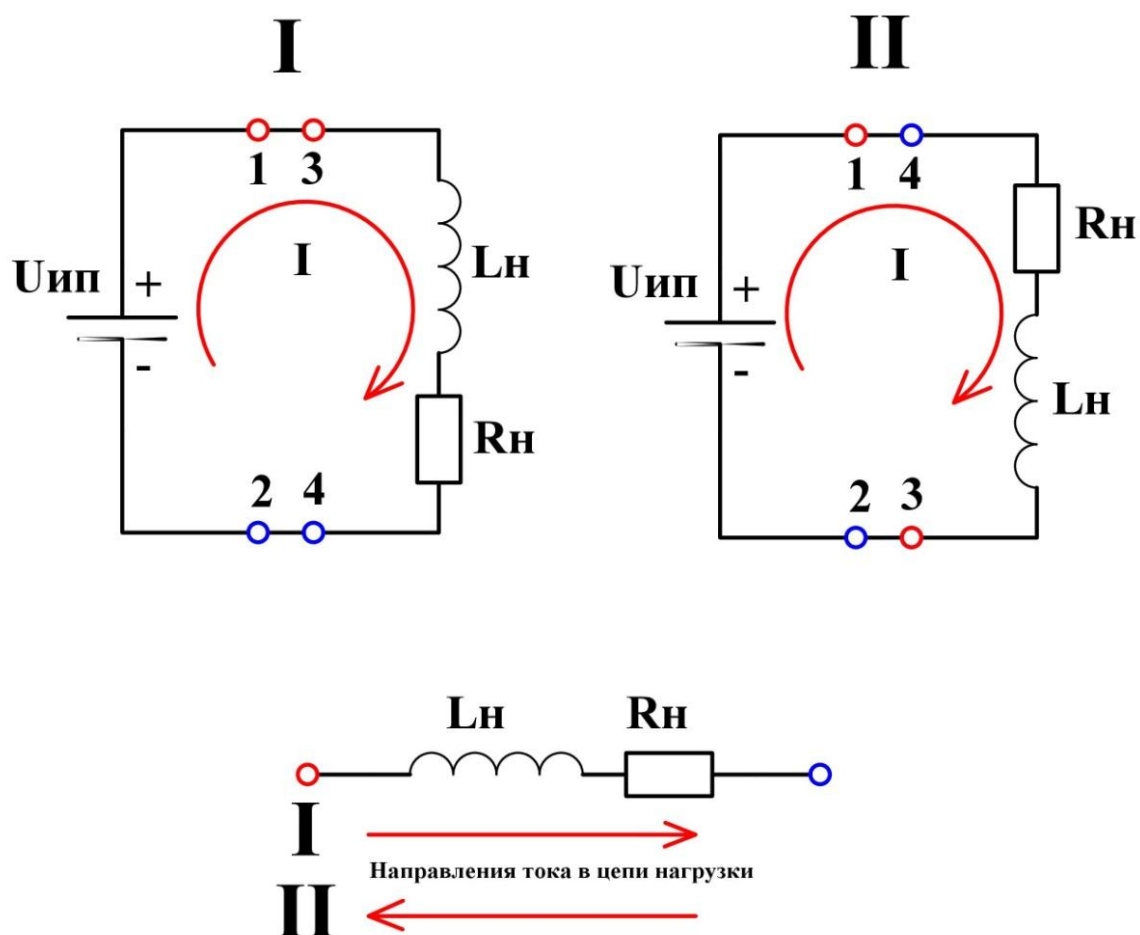 I
II
1 3
I
Uип
+
-
Lн
Rн
2 4
1 4
I
Uип
+
-
Rн
Lн
2 3
Lн Rн
I
Направления тока в цепи нагрузки
II